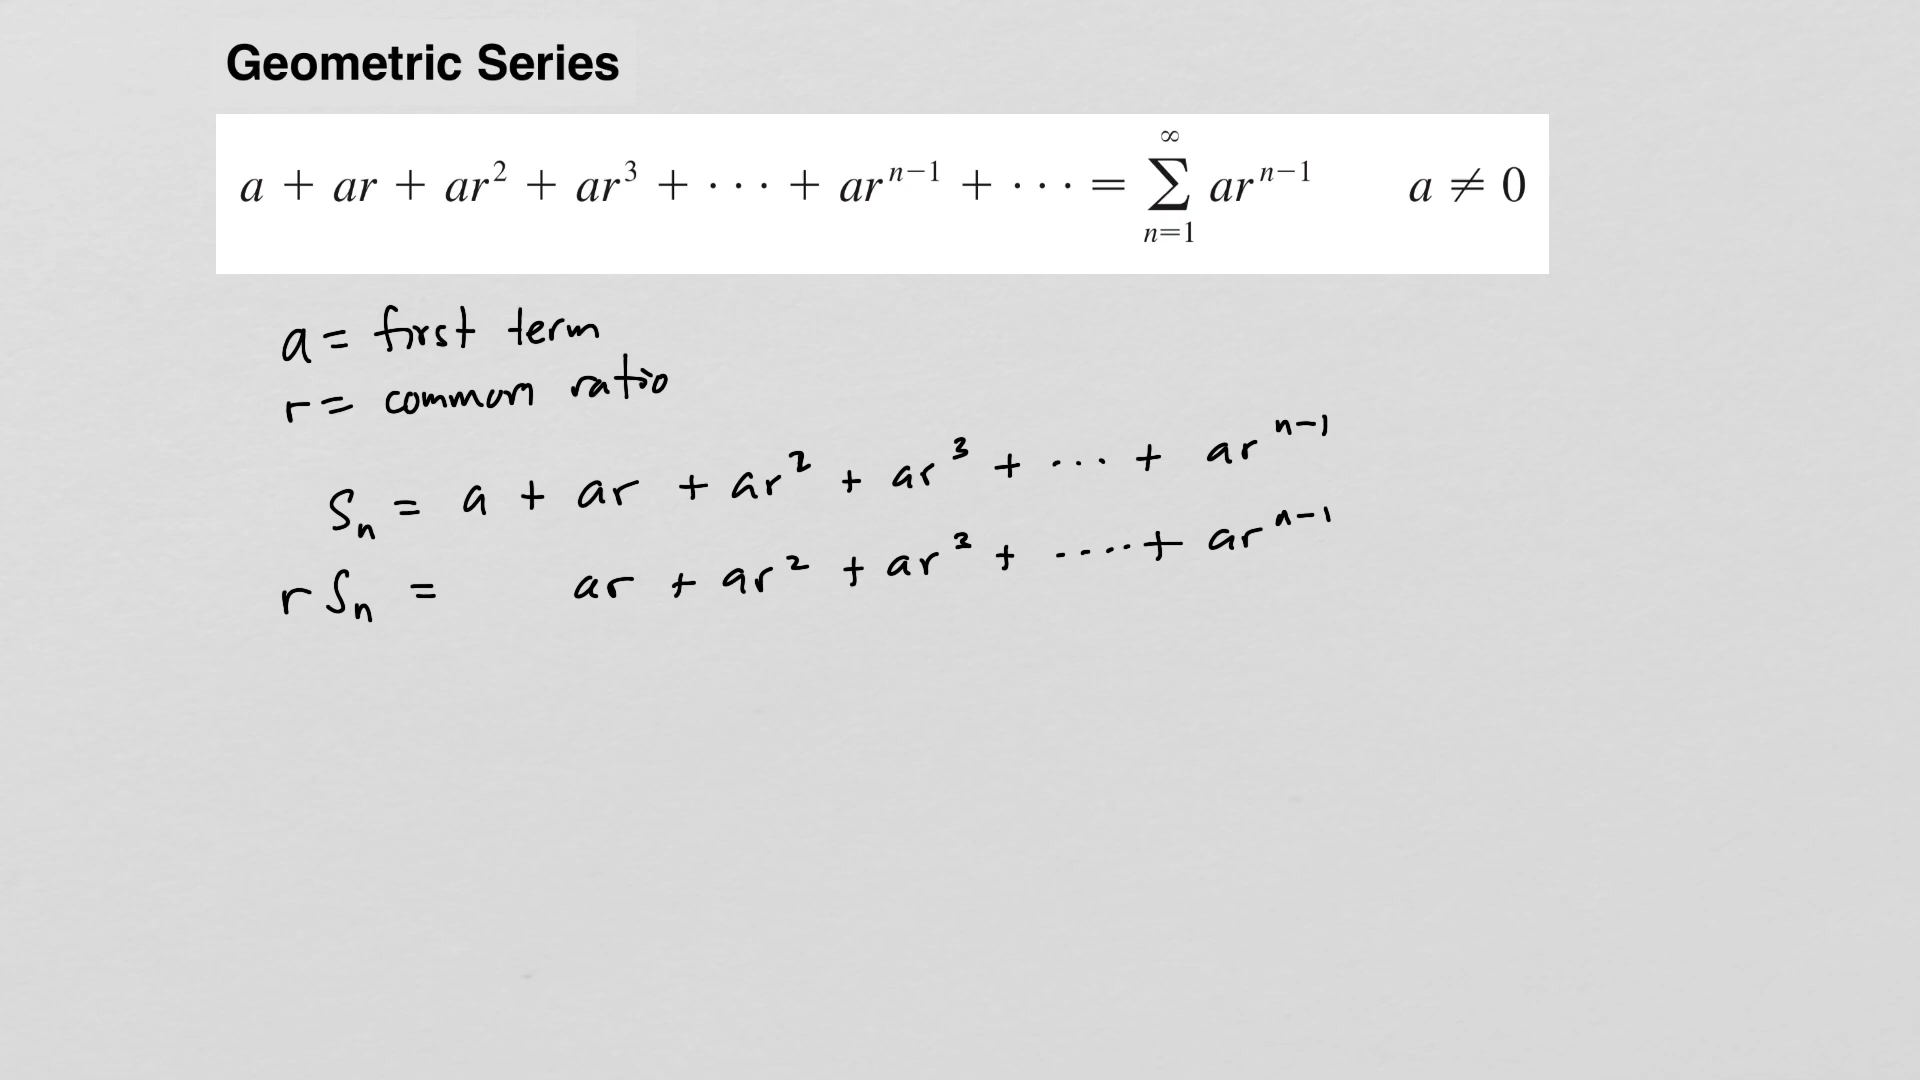 Geometric Series
a + ar + ar² + ar³ + · · · + arⁿ⁻¹ + · · · = ∑_{n=1}^{∞} arⁿ⁻¹ a ≠ 0
a = first term
r = common ratio
Sₙ = a + ar + ar² + ar³ + ... + arⁿ⁻¹
r Sₙ = ar + ar² + ar³ + ....+ arⁿ⁻¹